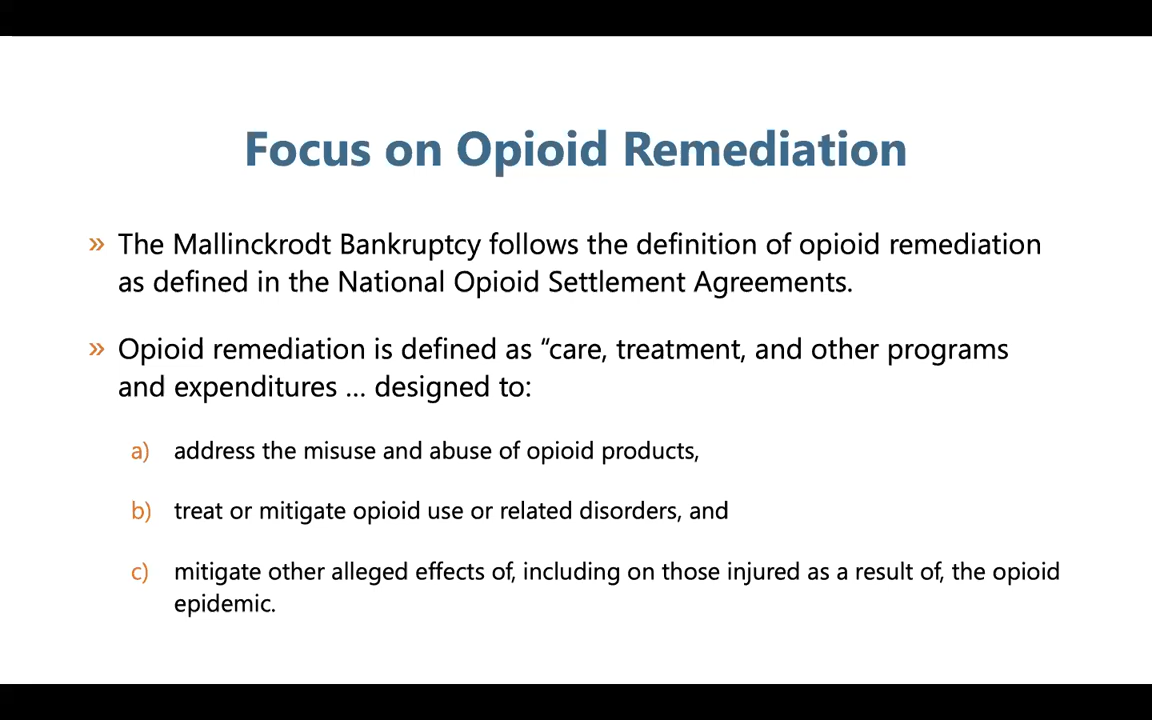 Focus on Opioid Remediation
» The Mallinckrodt Bankruptcy follows the definition of opioid remediation
as defined in the National Opioid Settlement Agreements.
» Opioid remediation is defined as “care, treatment, and other programs
and expenditures ... designed to:
a) address the misuse and abuse of opioid products,
b) treat or mitigate opioid use or related disorders, and
c) mitigate other alleged effects of, including on those injured as a result of, the opioid
epidemic.